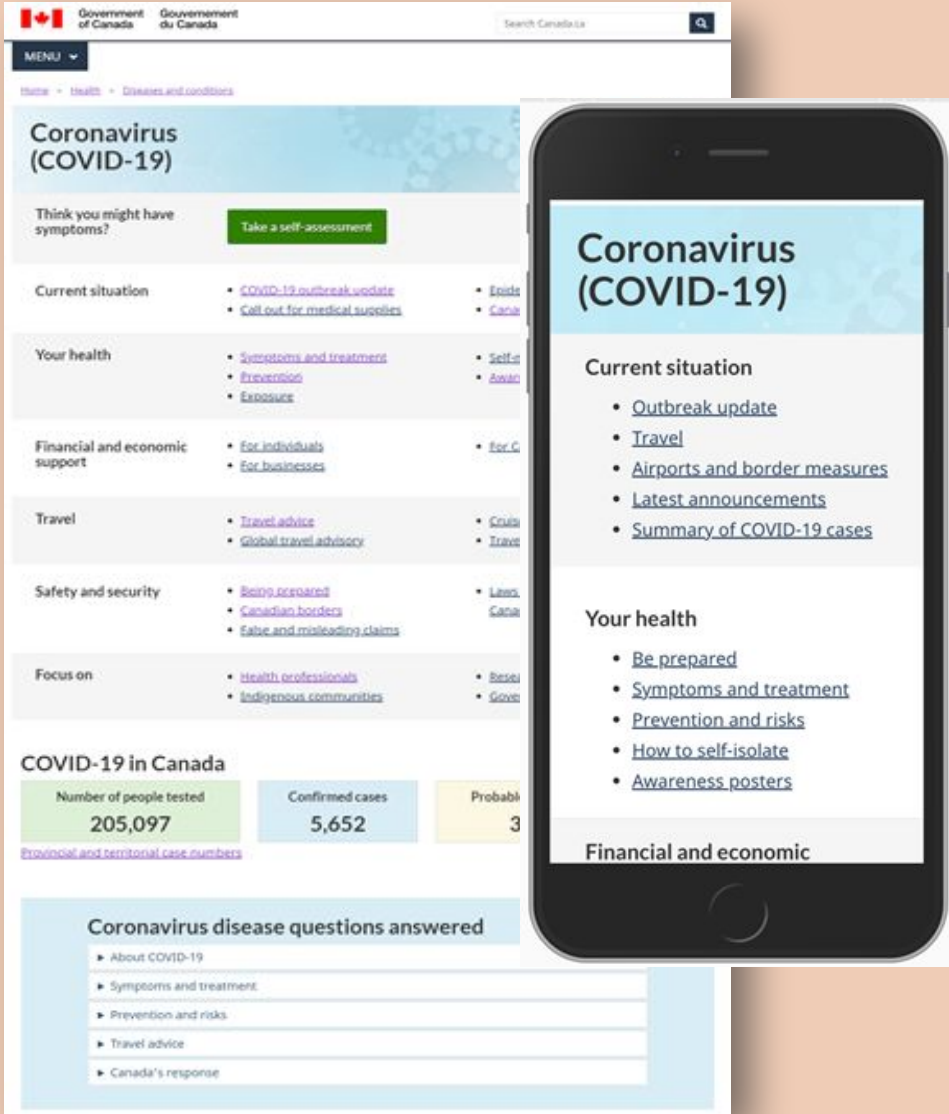 Government of Canada
Gouvernement du Canada
Search Canada.ca
MENU
Home > Health > Diseases and conditions
Coronavirus
(COVID-19)
Think you might have
symptoms?
Take a self-assessment
Current situation
• COVID-19 outbreak update
• Call out for medical supplies
Your health
• Symptoms and treatment
• Prevention
• Exposure
Financial and economic
support
• For individuals
• For businesses
Travel
• Travel advice
• Global travel advisory
Safety and security
• Being prepared
• Canadian borders
• False and misleading claims
• Laws
Focus on
• Health professionals
• Indigenous communities
COVID-19 in Canada
Number of people tested
205,097
Confirmed cases
5,652
Provincial and territorial case numbers
Coronavirus disease questions answered
▸ About COVID-19
▸ Symptoms and treatment
▸ Prevention and risks
▸ Travel advice
▸ Canada's response
Coronavirus
(COVID-19)
Current situation
• Outbreak update
• Travel
• Airports and border measures
• Latest announcements
• Summary of COVID-19 cases
Your health
• Be prepared
• Symptoms and treatment
• Prevention and risks
• How to self-isolate
• Awareness posters
Financial and economic